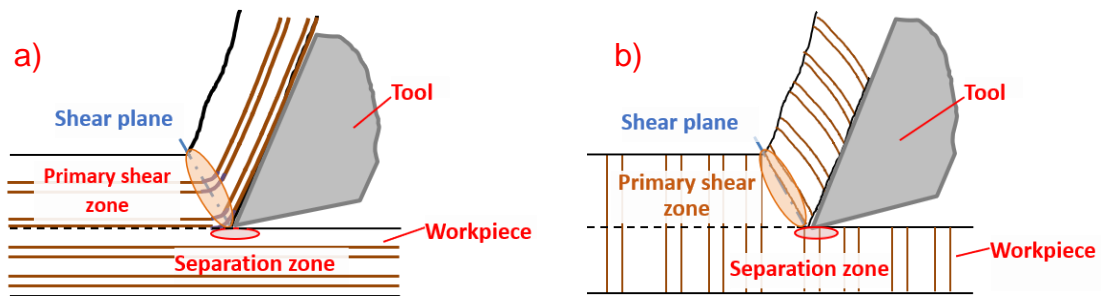 a)
Tool
Shear plane
Primary shear
zone
Workpiece
Separation zone
b)
Tool
Shear plane
Primary shear
zone
Workpiece
Separation zone